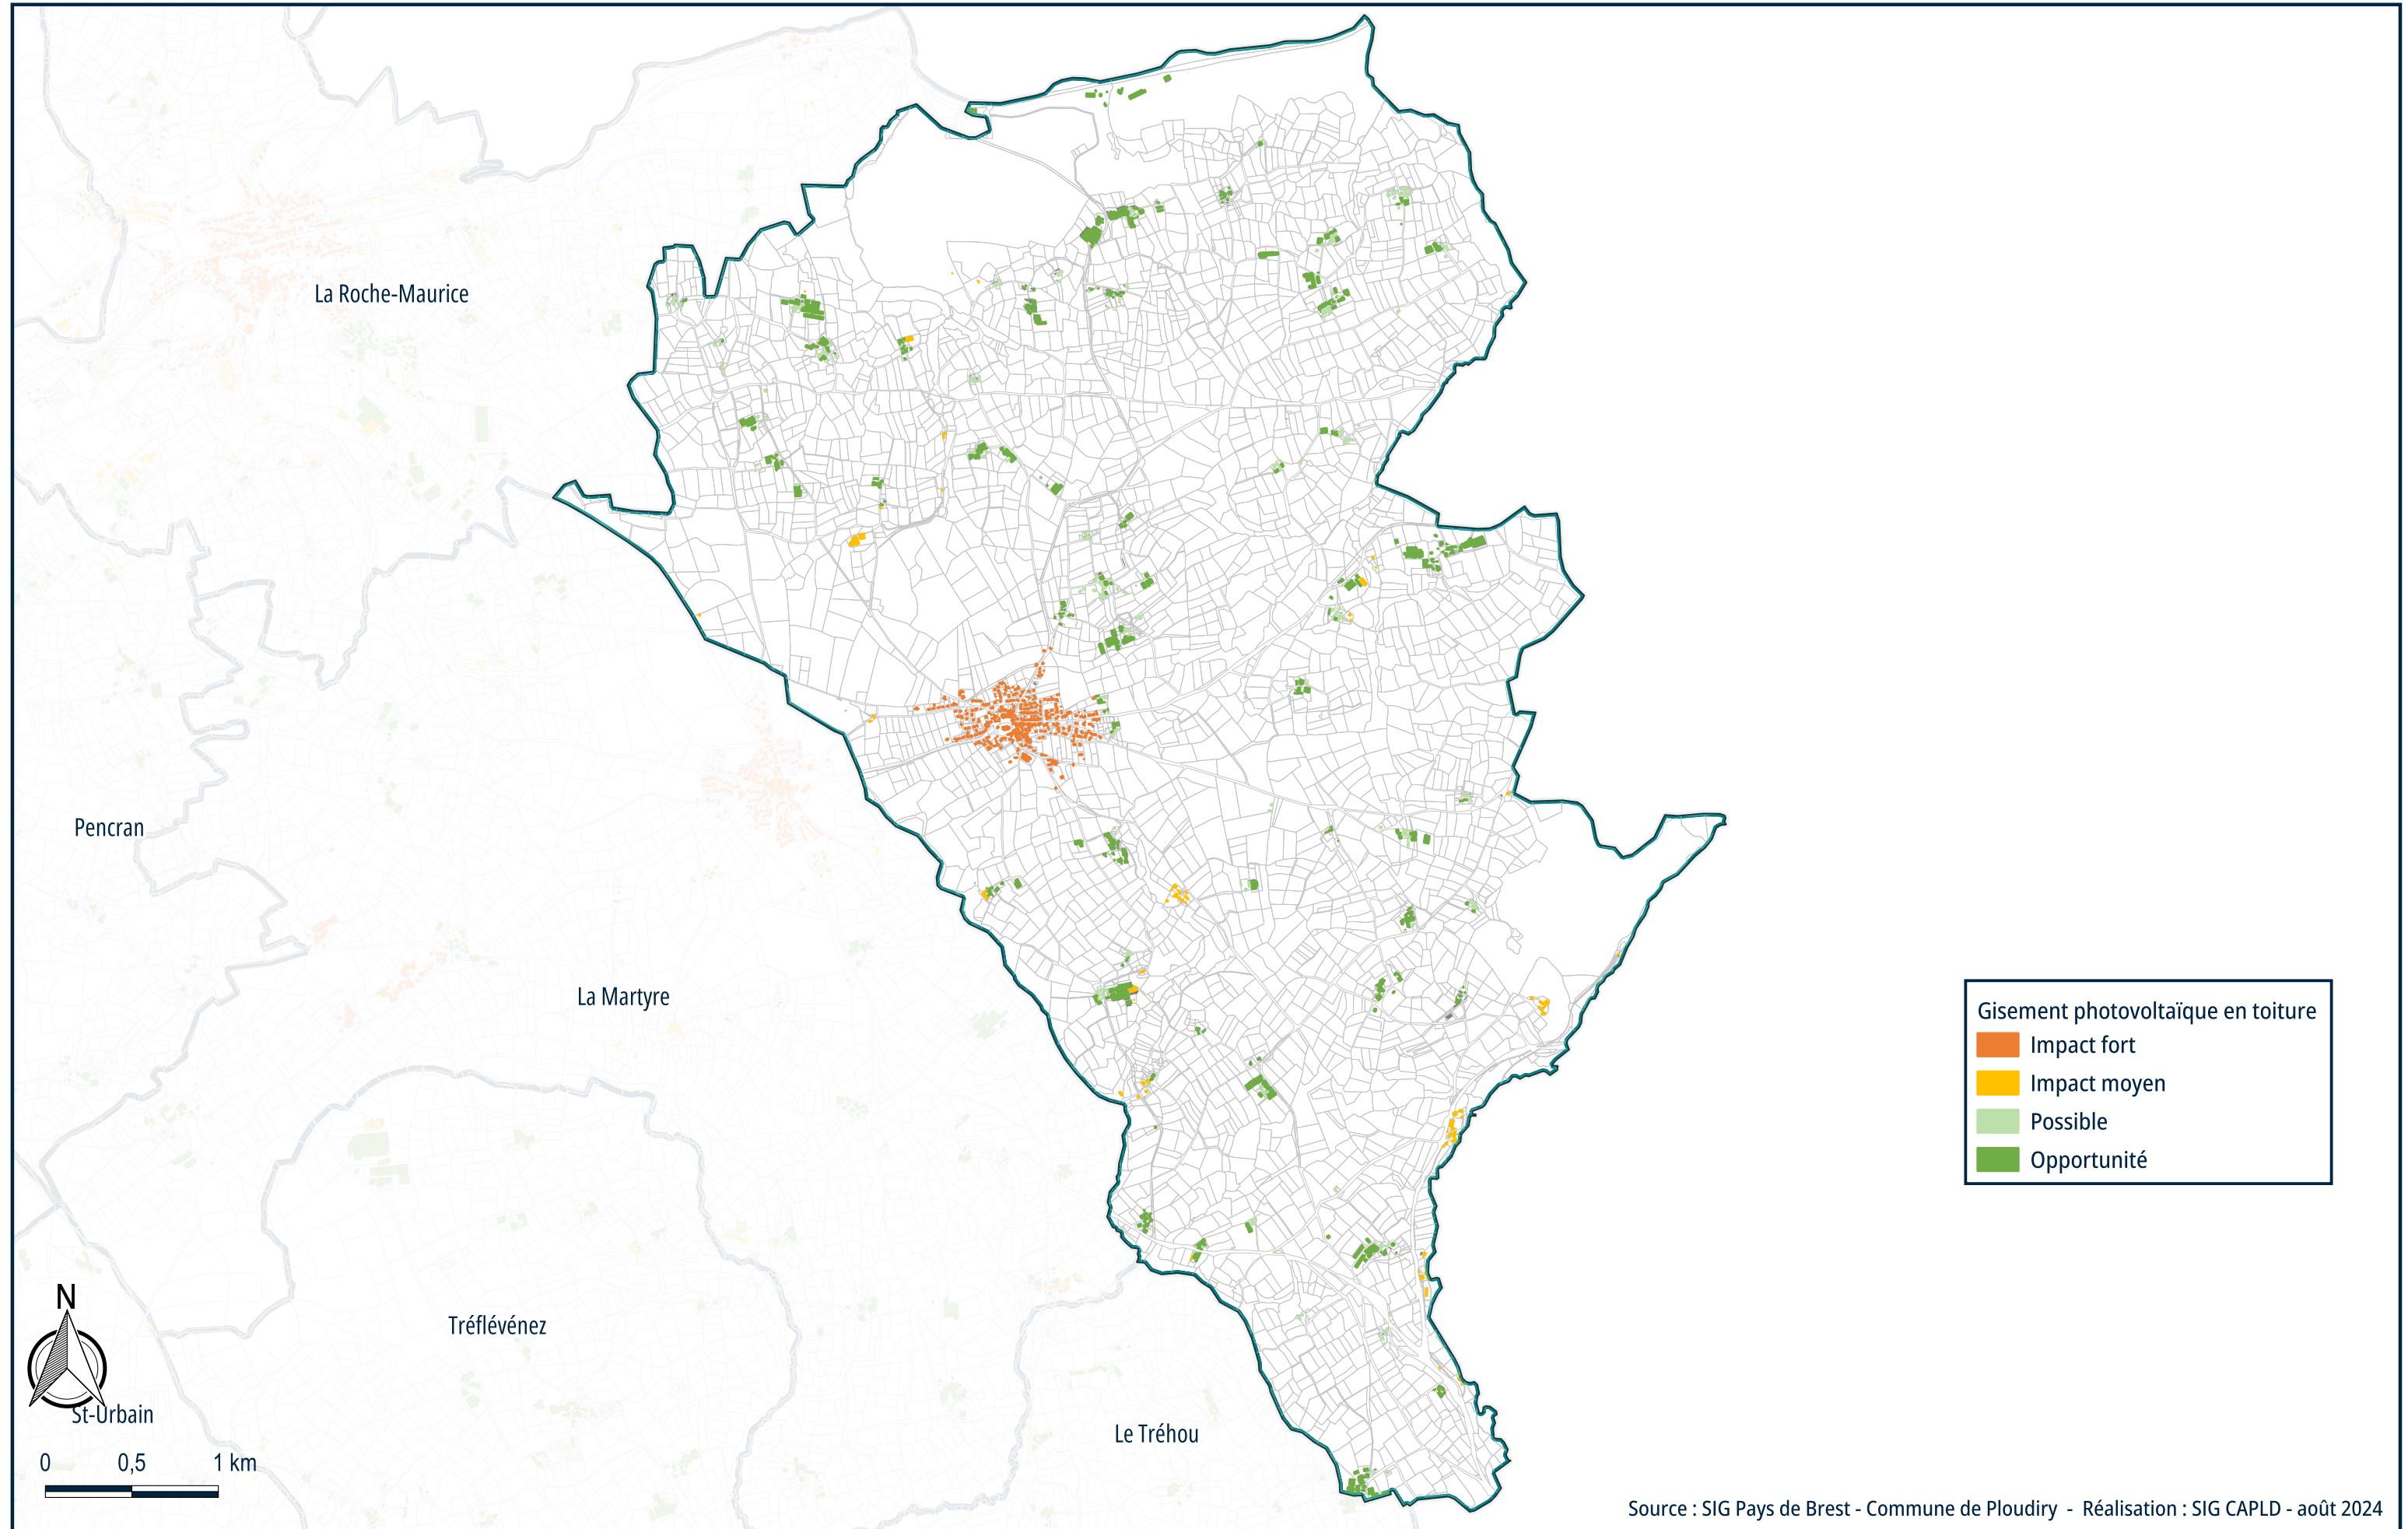 La Roche-Maurice
Pencran
La Martyre
Gisement photovoltaïque en toiture
Impact fort
Impact moyen
Possible
Opportunité
N
Tréflévénez
St-Urbain
Le Tréhou
0 0,5 1 km
Source : SIG Pays de Brest - Commune de Ploudiry - Réalisation : SIG CAPLD - août 2024